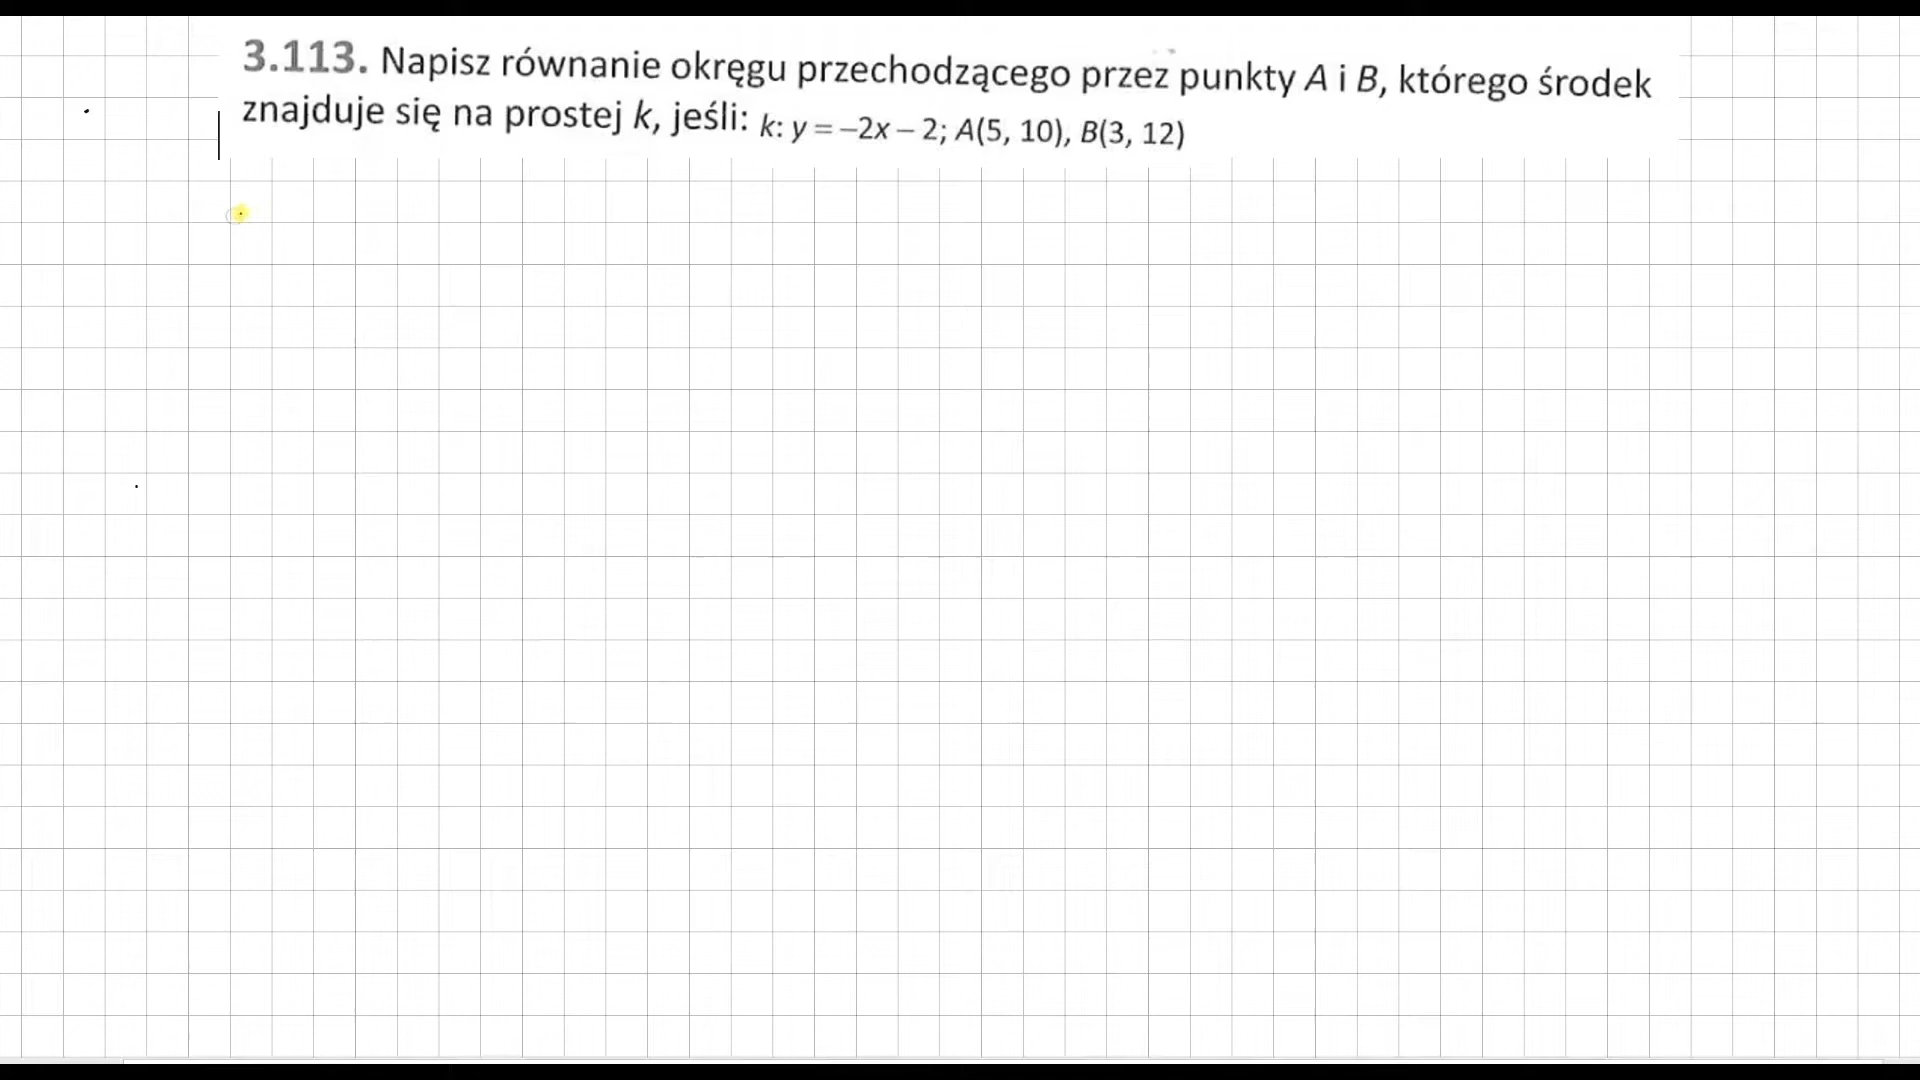 3.113. Napisz równanie okręgu przechodzącego przez punkty A i B, którego środek
znajduje się na prostej k, jeśli: k: y = –2x – 2; A(5, 10), B(3, 12)